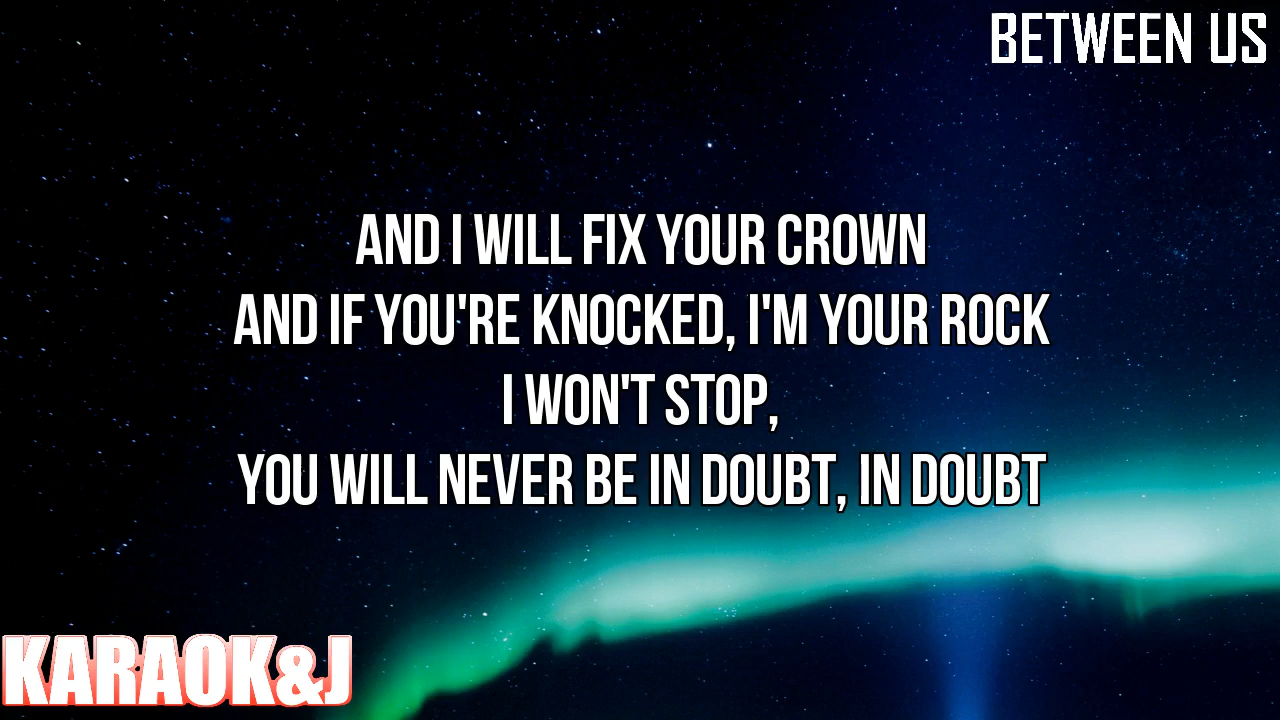 BETWEEN US
AND I WILL FIX YOUR CROWN
AND IF YOU'RE KNOCKED, I'M YOUR ROCK
I WON'T STOP,
YOU WILL NEVER BE IN DOUBT, IN DOUBT
KARAOK&J